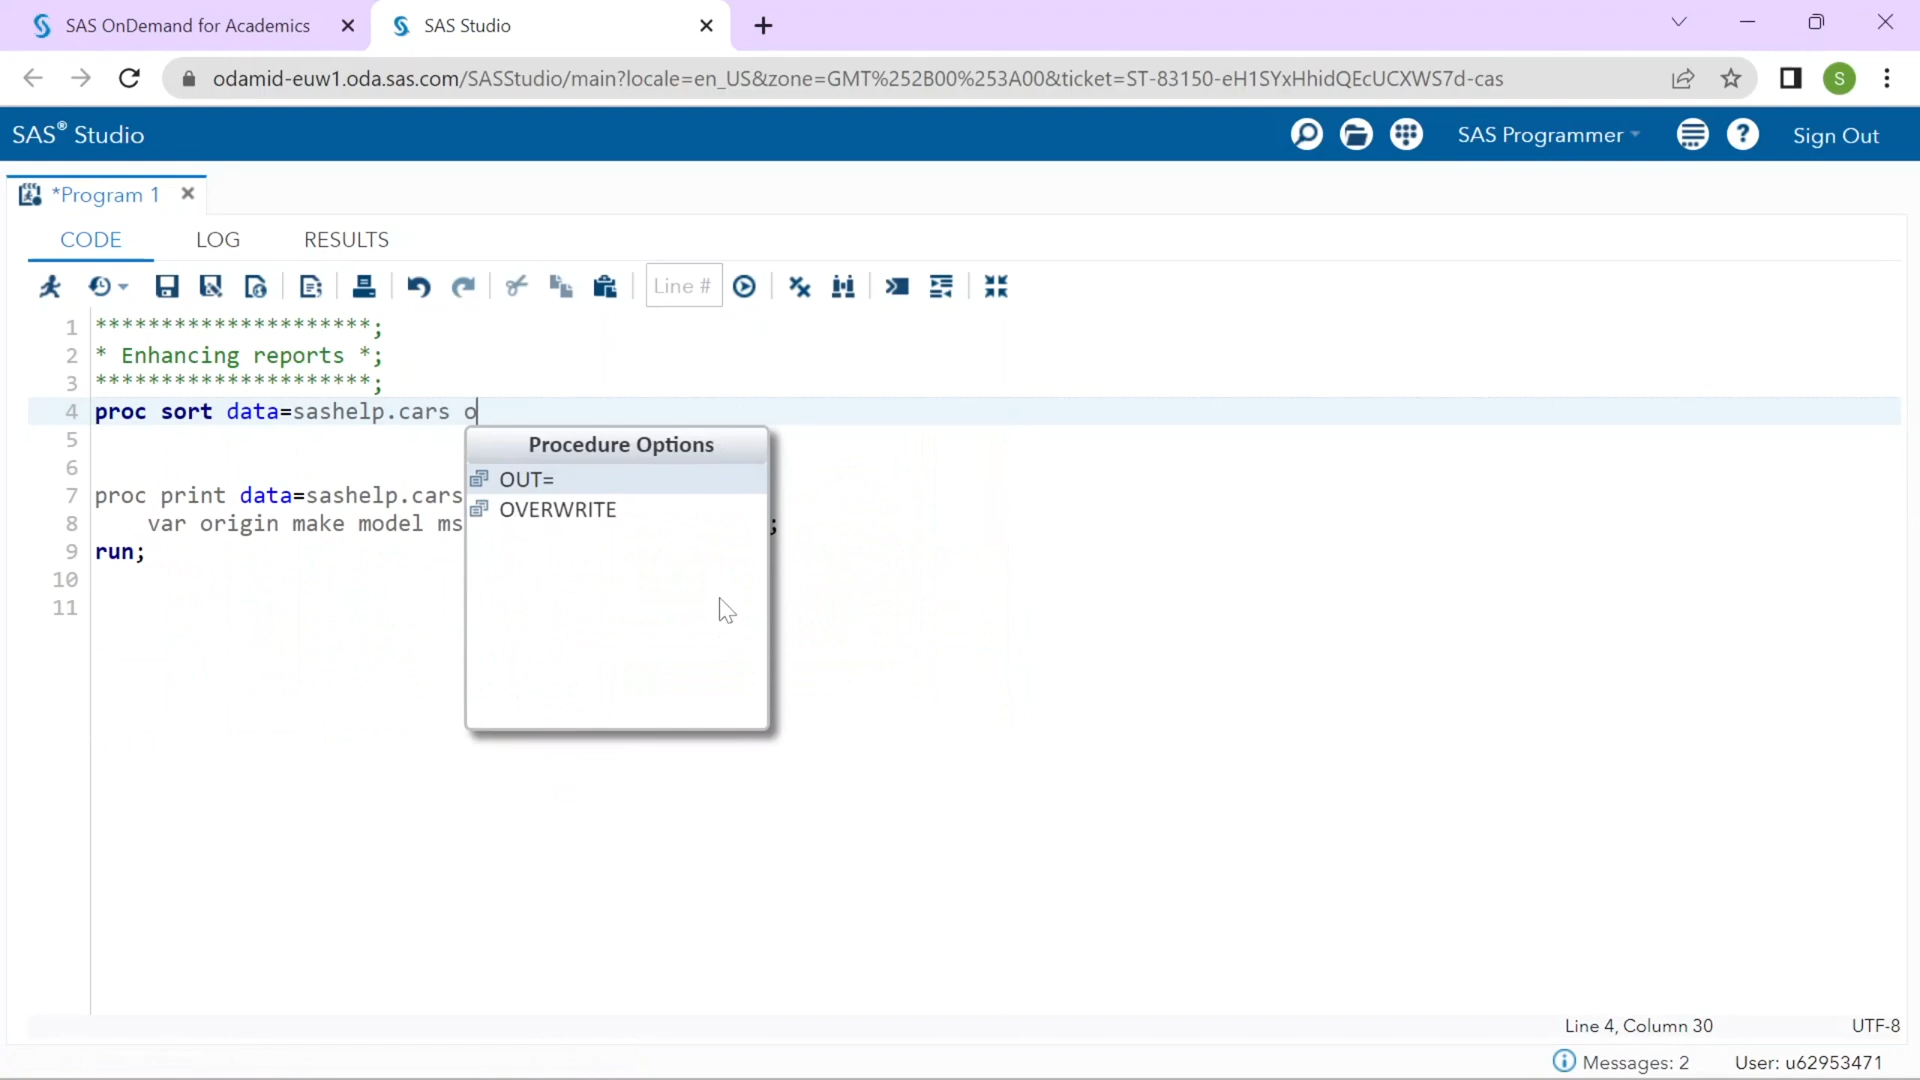 SAS OnDemand for Academics
SAS Studio
odamid-euw1.oda.sas.com/SASStudio/main?locale=en_US&zone=GMT%252B00%253A00&ticket=ST-83150-eH1SYxHhidQEcUCXWS7d-cas
S
SAS® Studio
SAS Programmer
?
Sign Out
*Program 1
CODE
LOG
RESULTS
Line #
1 *********************;
2 * Enhancing reports *;
3 *********************;
4 proc sort data=sashelp.cars o
5
6
7 proc print data=sashelp.cars
8 var origin make model ms ;
9 run;
10
11
Procedure Options
OUT=
OVERWRITE
Line 4, Column 30
UTF-8
Messages: 2
User: u62953471